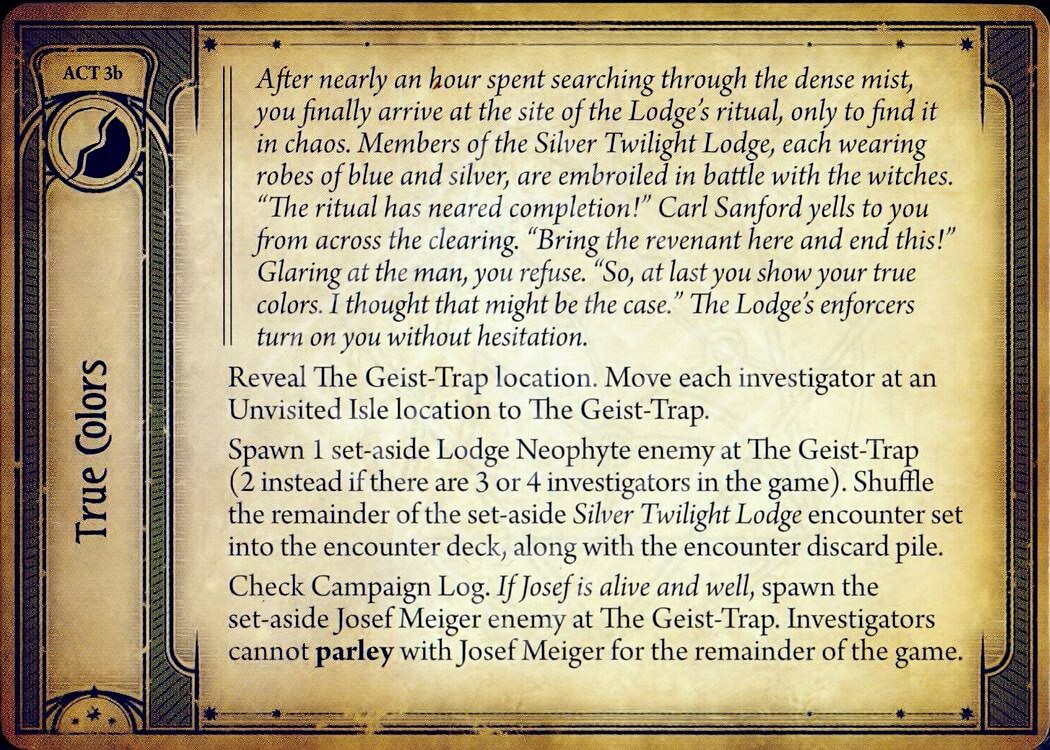 ACT 3b
True Colors
After nearly an hour spent searching through the dense mist,
you finally arrive at the site of the Lodge's ritual, only to find it
in chaos. Members of the Silver Twilight Lodge, each wearing
robes of blue and silver, are embroiled in battle with the witches.
“The ritual has neared completion!” Carl Sanford yells to you
from across the clearing. “Bring the revenant here and end this!”
Glaring at the man, you refuse. “So, at last you show your true
colors. I thought that might be the case.” The Lodge's enforcers
turn on you without hesitation.
Reveal The Geist-Trap location. Move each investigator at an
Unvisited Isle location to The Geist-Trap.
Spawn 1 set-aside Lodge Neophyte enemy at The Geist-Trap
(2 instead if there are 3 or 4 investigators in the game). Shuffle
the remainder of the set-aside Silver Twilight Lodge encounter set
into the encounter deck, along with the encounter discard pile.
Check Campaign Log. If Josef is alive and well, spawn the
set-aside Josef Meiger enemy at The Geist-Trap. Investigators
cannot parley with Josef Meiger for the remainder of the game.